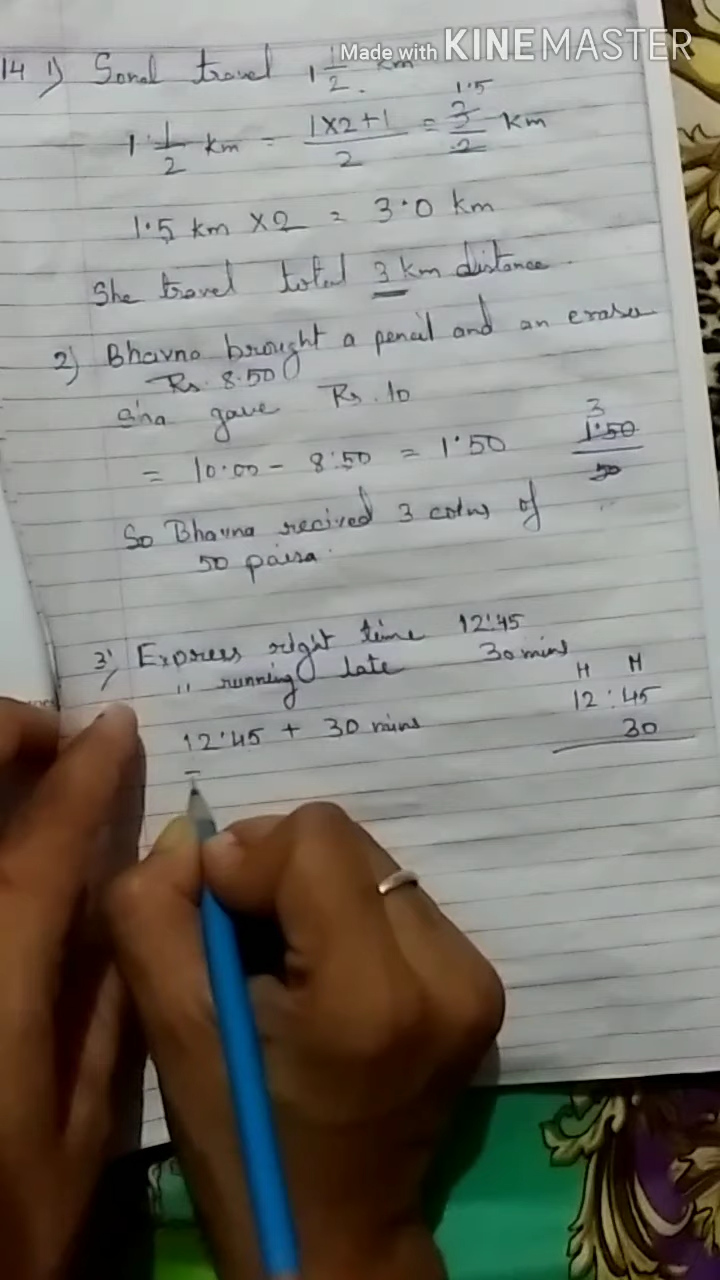 Made with KINEMASTER
14 1) Sonal travel 1 1/2 km
1 1/2 km = 1×2+1/2 = 3/2 1.5 km
1.5 km × 2 = 3.0 km
She travel total 3 km distance.
2) Bhavna brought a pencil and an eraser
Rs. 8.50
She gave Rs. 10
= 10.00 - 8.50 = 1.50
3
1.50
50
So Bhavna recived 3 coins of
50 paisa.
3) Express right time 12:45
" running late 30 mins
12:45 + 30 mins
=
H M
12:45
30